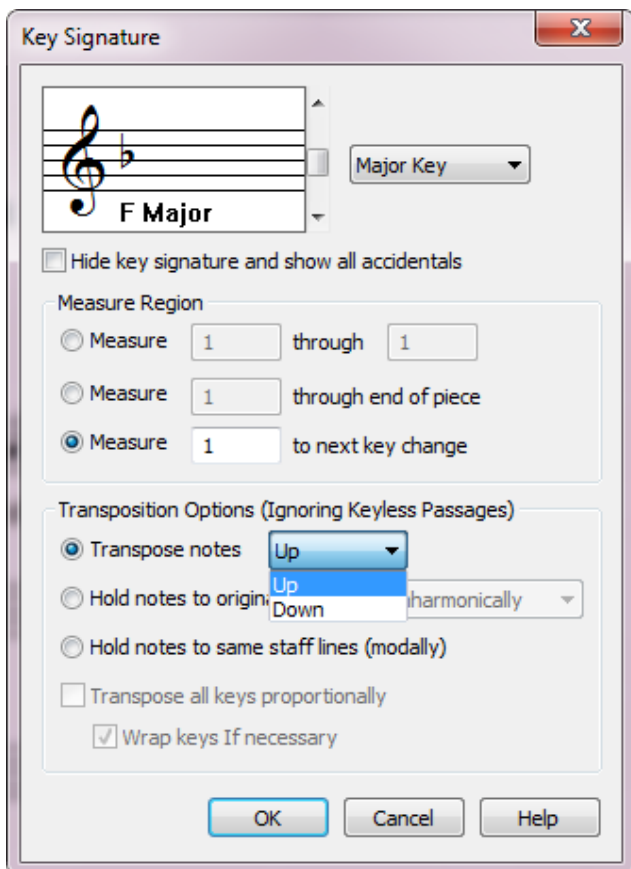 Key Signature
F Major
Major Key
Hide key signature and show all accidentals
Measure Region
Measure 1 through 1
Measure 1 through end of piece
Measure 1 to next key change
Transposition Options (Ignoring Keyless Passages)
Transpose notes Up
Up
Hold notes to
Down
Hold notes to same staff lines (modally)
Transpose all keys proportionally
Wrap keys If necessary
OK Cancel Help